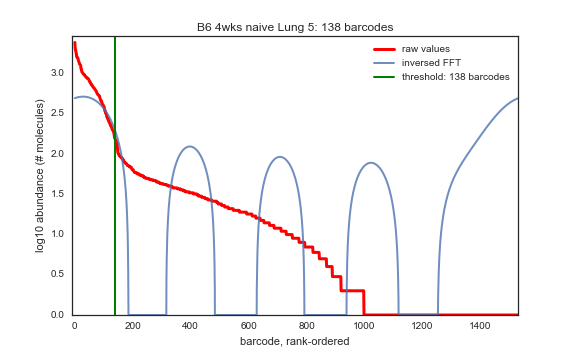 B6 4wks naive Lung 5: 138 barcodes
raw values
inversed FFT
threshold: 138 barcodes
log10 abundance (# molecules)
3.0
2.5
2.0
1.5
1.0
0.5
0.0
0 200 400 600 800 1000 1200 1400
barcode, rank-ordered